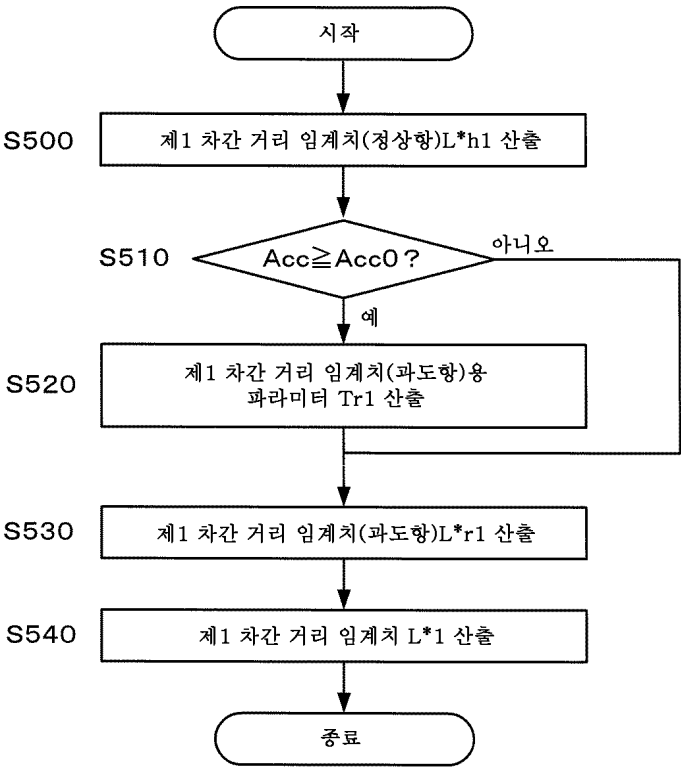 시작
S500
제1 차간 거리 임계치(정상항)L*h1 산출
S510
Acc≧Acc0?
아니오
예
S520
제1 차간 거리 임계치(과도항)용
파라미터 Tr1 산출
S530
제1 차간 거리 임계치(과도항)L*r1 산출
S540
제1 차간 거리 임계치 L*1 산출
종료